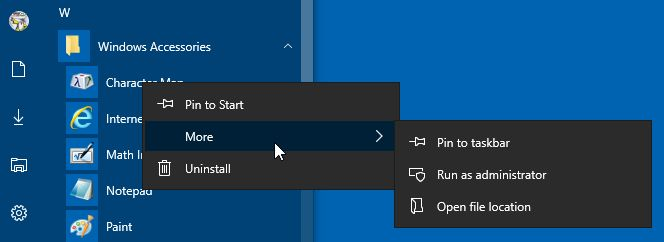 W
Windows Accessories
Character Map
Pin to Start
Interne
More
Pin to taskbar
Math In
Run as administrator
Uninstall
Notepad
Open file location
Paint